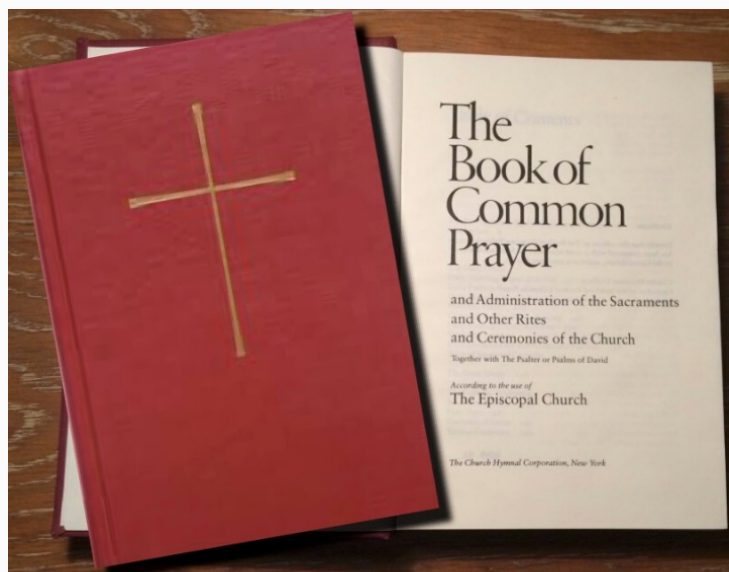 The
Book of
Common
Prayer
and Administration of the Sacraments
and Other Rites
and Ceremonies of the Church
Together with The Psalter or Psalms of David
According to the use of
The Episcopal Church
The Church Hymnal Corporation, New York